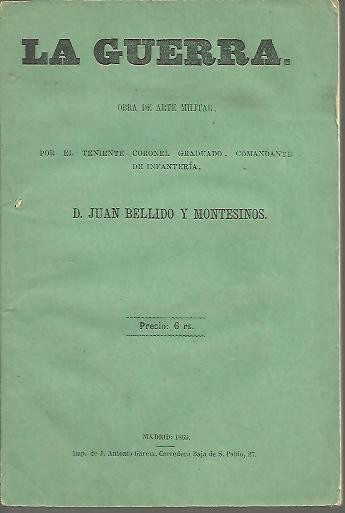 LA GUERRA.
OBRA DE ARTE MILITAR.
POR EL TENIENTE CORONEL GRADUADO, COMANDANTE
DE INFANTERÍA,
D. JUAN BELLIDO Y MONTESINOS.
Precio: 6 rs.
MADRID: 1865.
Imp. de J. Antonio García, Corredera Baja de S. Pablo, 27.